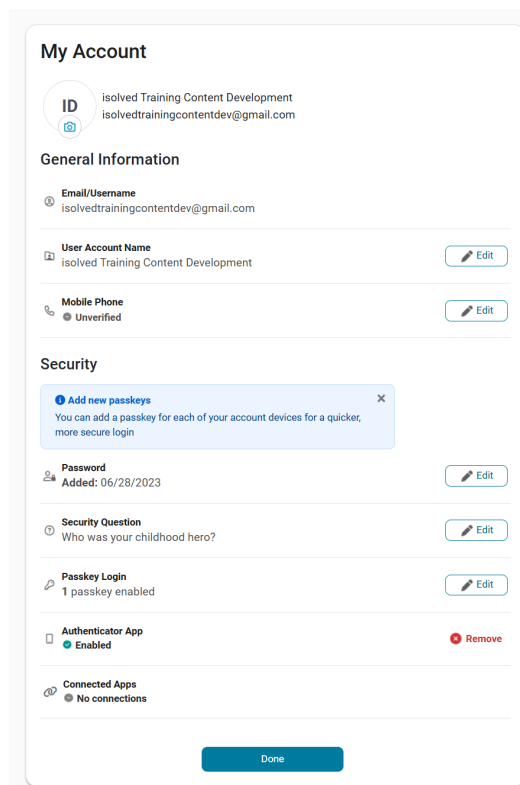 My Account
ID
isolved Training Content Development
isolvedtrainingcontentdev@gmail.com
General Information
Email/Username
isolvedtrainingcontentdev@gmail.com
User Account Name
isolved Training Content Development
Edit
Mobile Phone
Unverified
Edit
Security
Add new passkeys
You can add a passkey for each of your account devices for a quicker,
more secure login
Password
Added: 06/28/2023
Edit
Security Question
Who was your childhood hero?
Edit
Passkey Login
1 passkey enabled
Edit
Authenticator App
Enabled
Remove
Connected Apps
No connections
Done